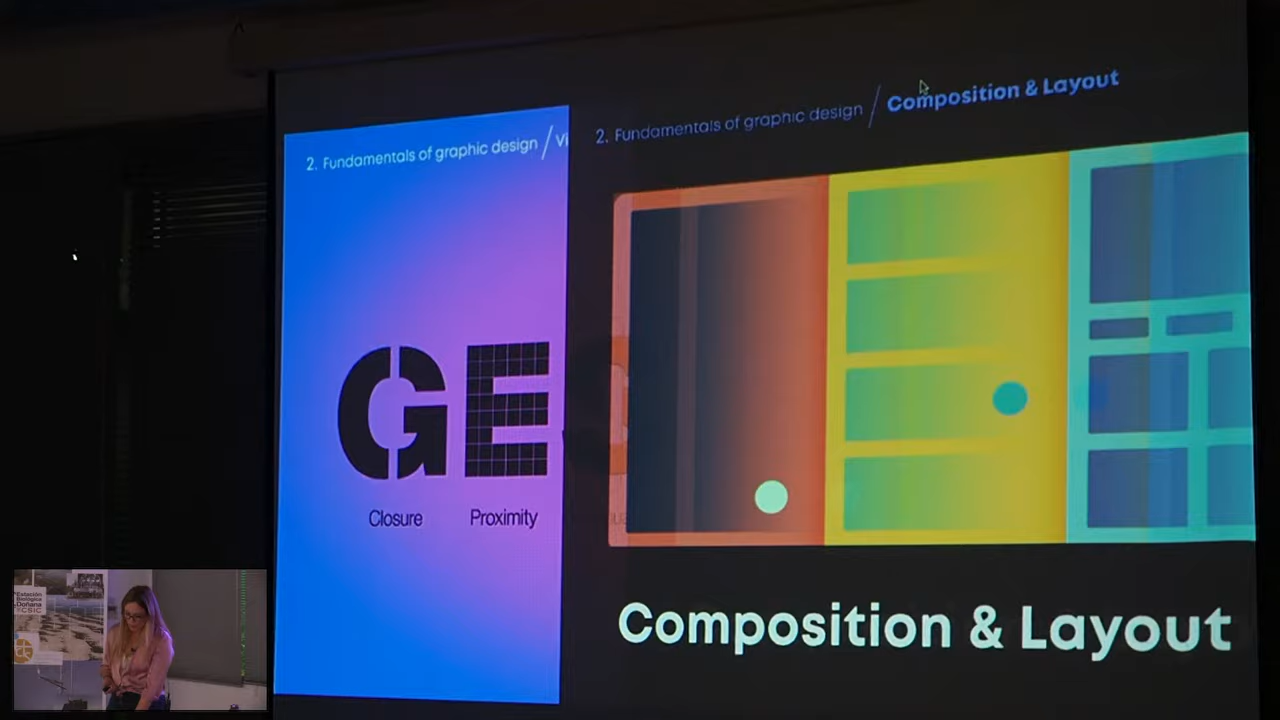 2. Fundamentals of graphic design / Vi
GE
Closure
Proximity
2. Fundamentals of graphic design / Composition & Layout
Composition & Layout
Estación
Biológica
Doñana
CSIC